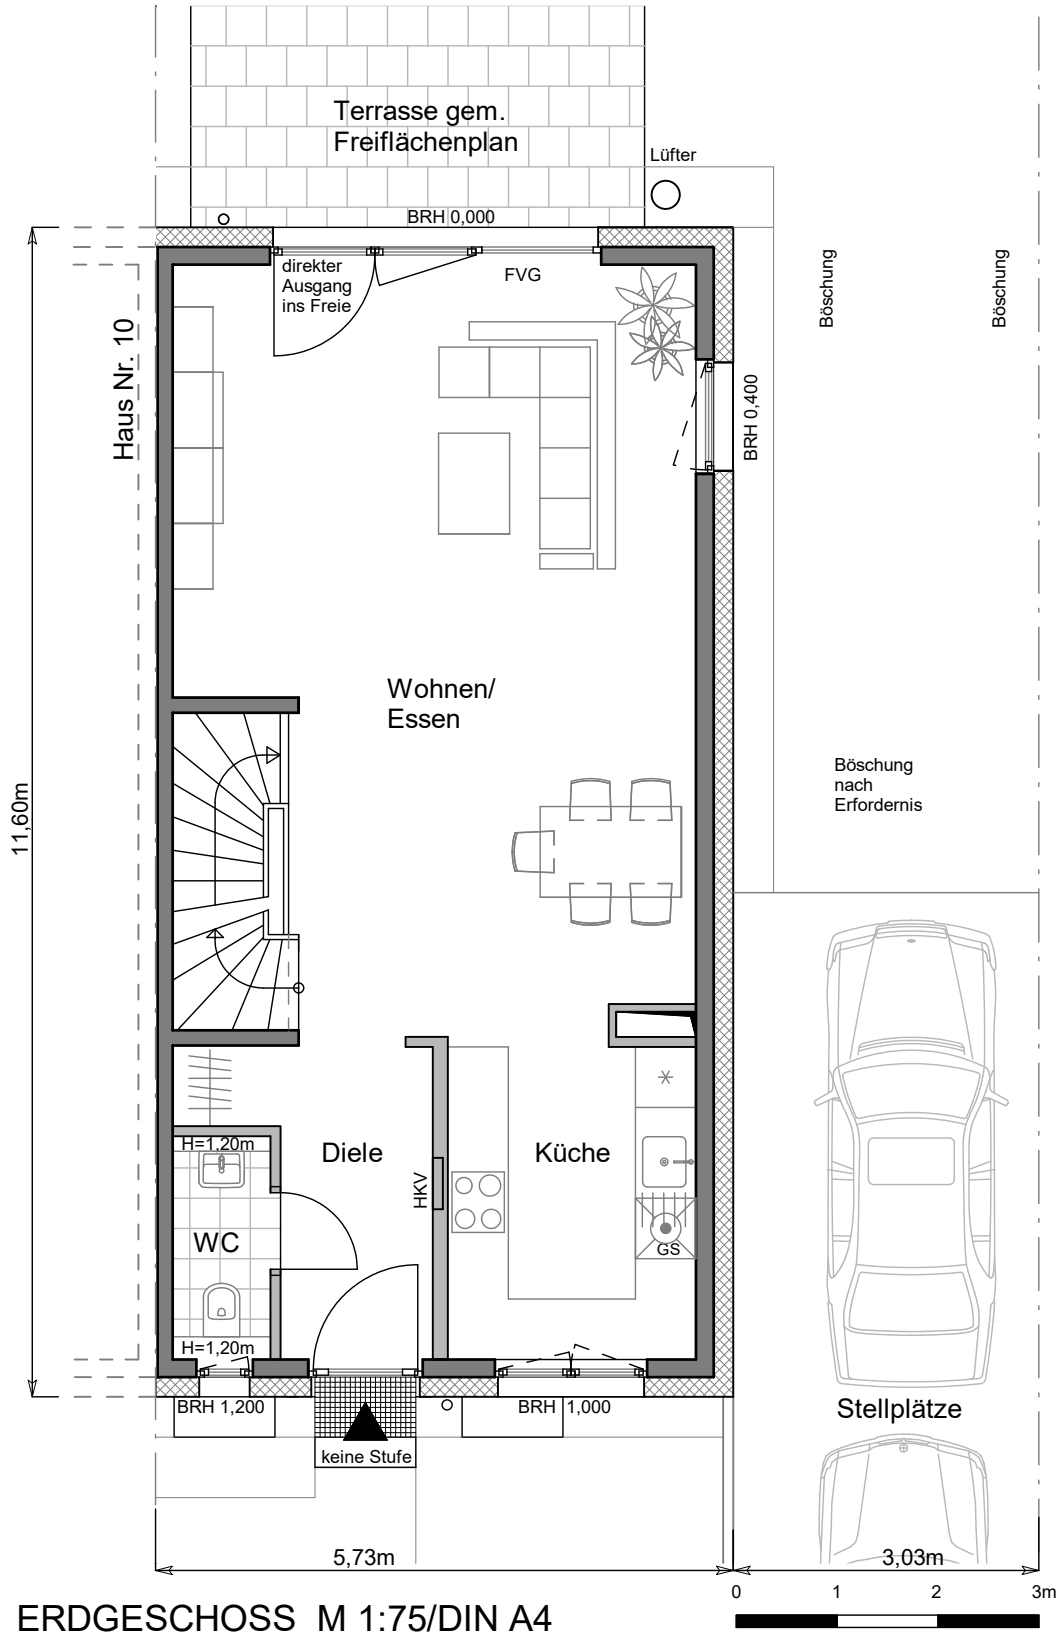 Terrasse gem.
Freiflächenplan
Lüfter
BRH 0,000
direkter
Ausgang
ins Freie
FVG
Böschung
Böschung
Haus Nr. 10
BRH 0,400
Wohnen/
Essen
Böschung
nach
Erfordernis
11,60m
H=1,20m
Diele
Küche
HKV
WC
GS
H=1,20m
BRH 1,200
BRH 1,000
Stellplätze
keine Stufe
5,73m
3,03m
0 1 2 3m
ERDGESCHOSS M 1:75/DIN A4